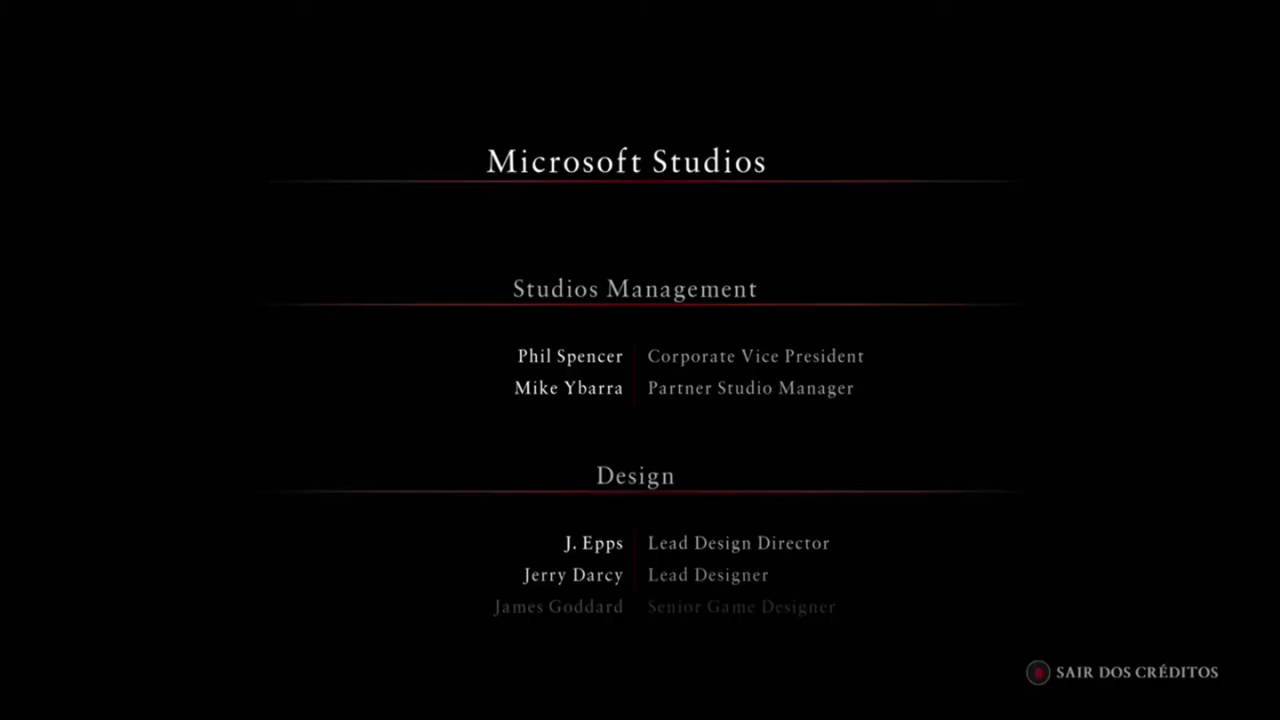 Microsoft Studios
Studios Management
Phil Spencer Corporate Vice President
Mike Ybarra Partner Studio Manager
Design
J. Epps Lead Design Director
Jerry Darcy Lead Designer
James Goddard Senior Game Designer
SAIR DOS CRÉDITOS